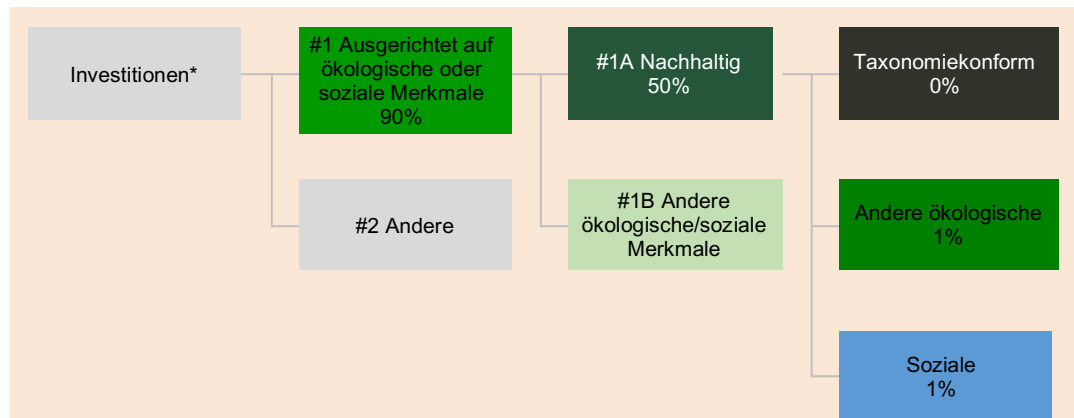 Investitionen*
#1 Ausgerichtet auf
ökologische oder
soziale Merkmale
90%
#1A Nachhaltig
50%
Taxonomiekonform
0%
#2 Andere
#1B Andere
ökologische/soziale
Merkmale
Andere ökologische
1%
Soziale
1%